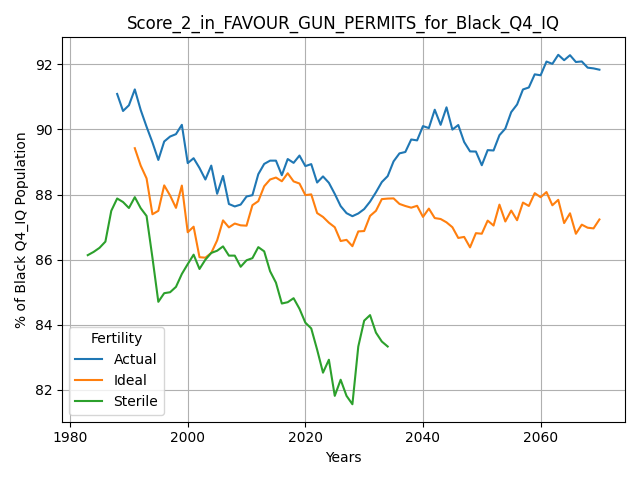 Score_2_in_FAVOUR_GUN_PERMITS_for_Black_Q4_IQ
% of Black Q4_IQ Population
92
90
88
86
84
82
Fertility
Actual
Ideal
Sterile
1980 2000 2020 2040 2060
Years